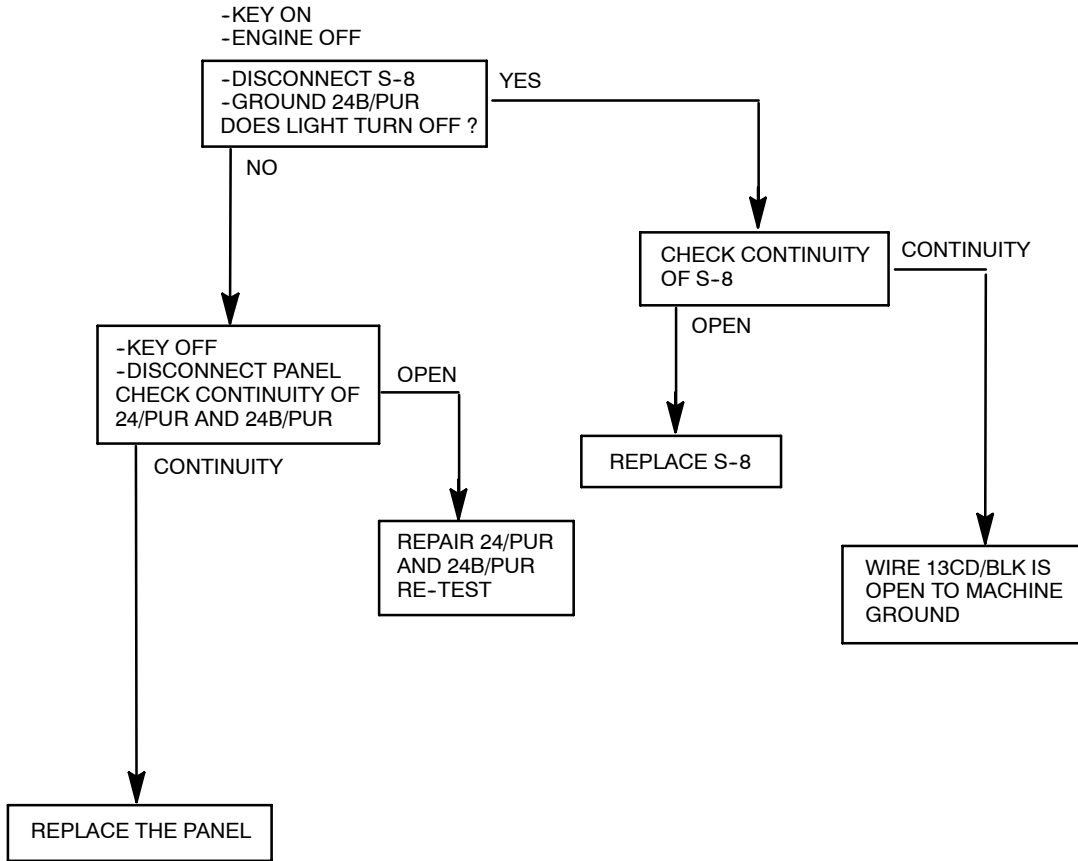 -KEY ON
-ENGINE OFF
-DISCONNECT S-8
-GROUND 24B/PUR
DOES LIGHT TURN OFF ?
YES
NO
CHECK CONTINUITY
OF S-8
CONTINUITY
OPEN
-KEY OFF
-DISCONNECT PANEL
CHECK CONTINUITY OF
24/PUR AND 24B/PUR
OPEN
CONTINUITY
REPLACE S-8
REPAIR 24/PUR
AND 24B/PUR
RE-TEST
WIRE 13CD/BLK IS
OPEN TO MACHINE
GROUND
REPLACE THE PANEL